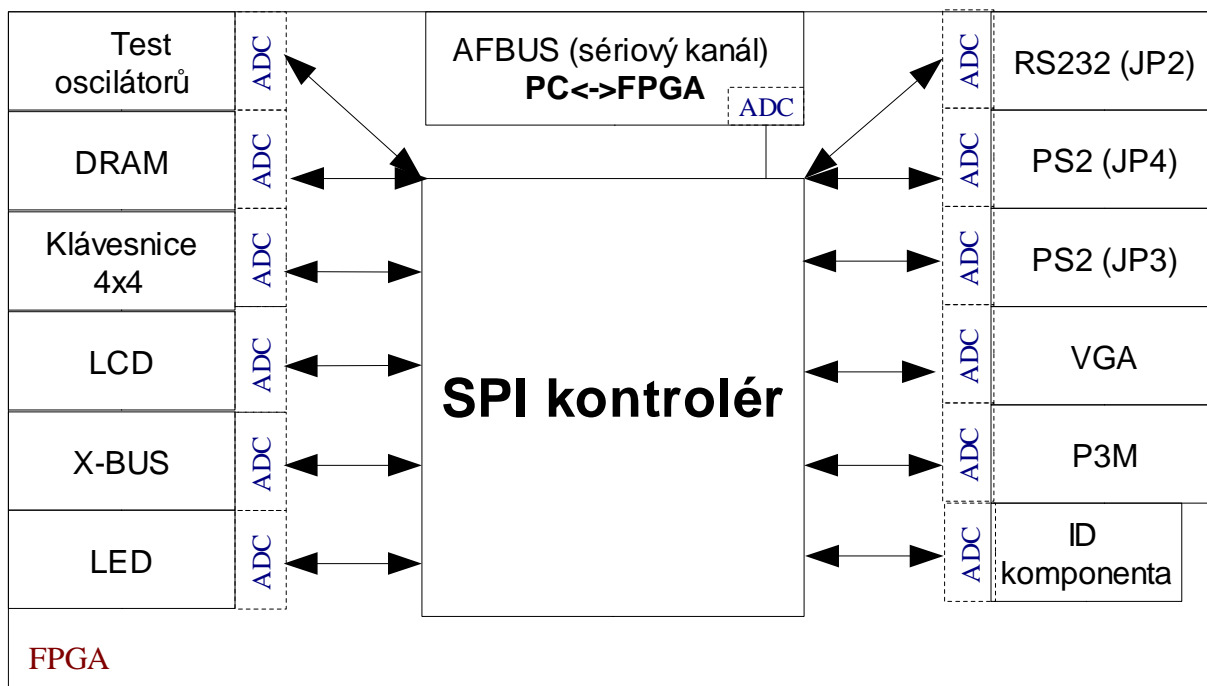 Test
oscilátorů
ADC
DRAM
ADC
Klávesnice
4x4
ADC
LCD
ADC
X-BUS
ADC
LED
ADC
FPGA
AFBUS (sériový kanál)
PC<->FPGA
ADC
SPI kontrolér
ADC
RS232 (JP2)
ADC
PS2 (JP4)
ADC
PS2 (JP3)
ADC
VGA
ADC
P3M
ADC
ID
komponenta